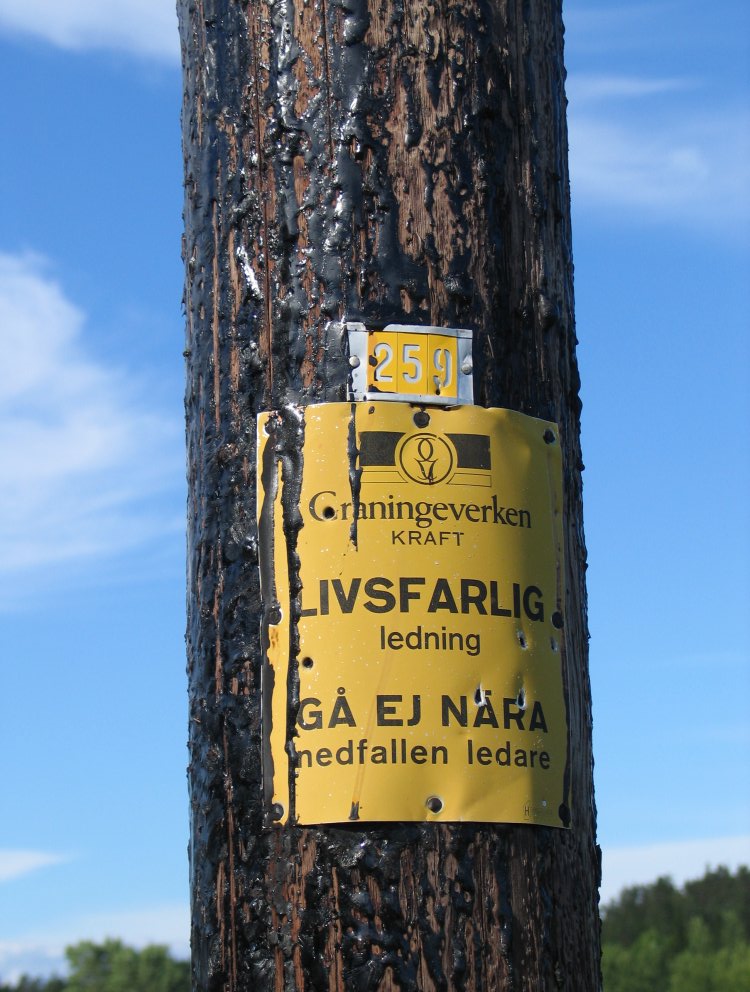 259
Graningeverken
KRAFT
LIVSFARLIG
ledning
GÅ EJ NÄRA
nedfallen ledare